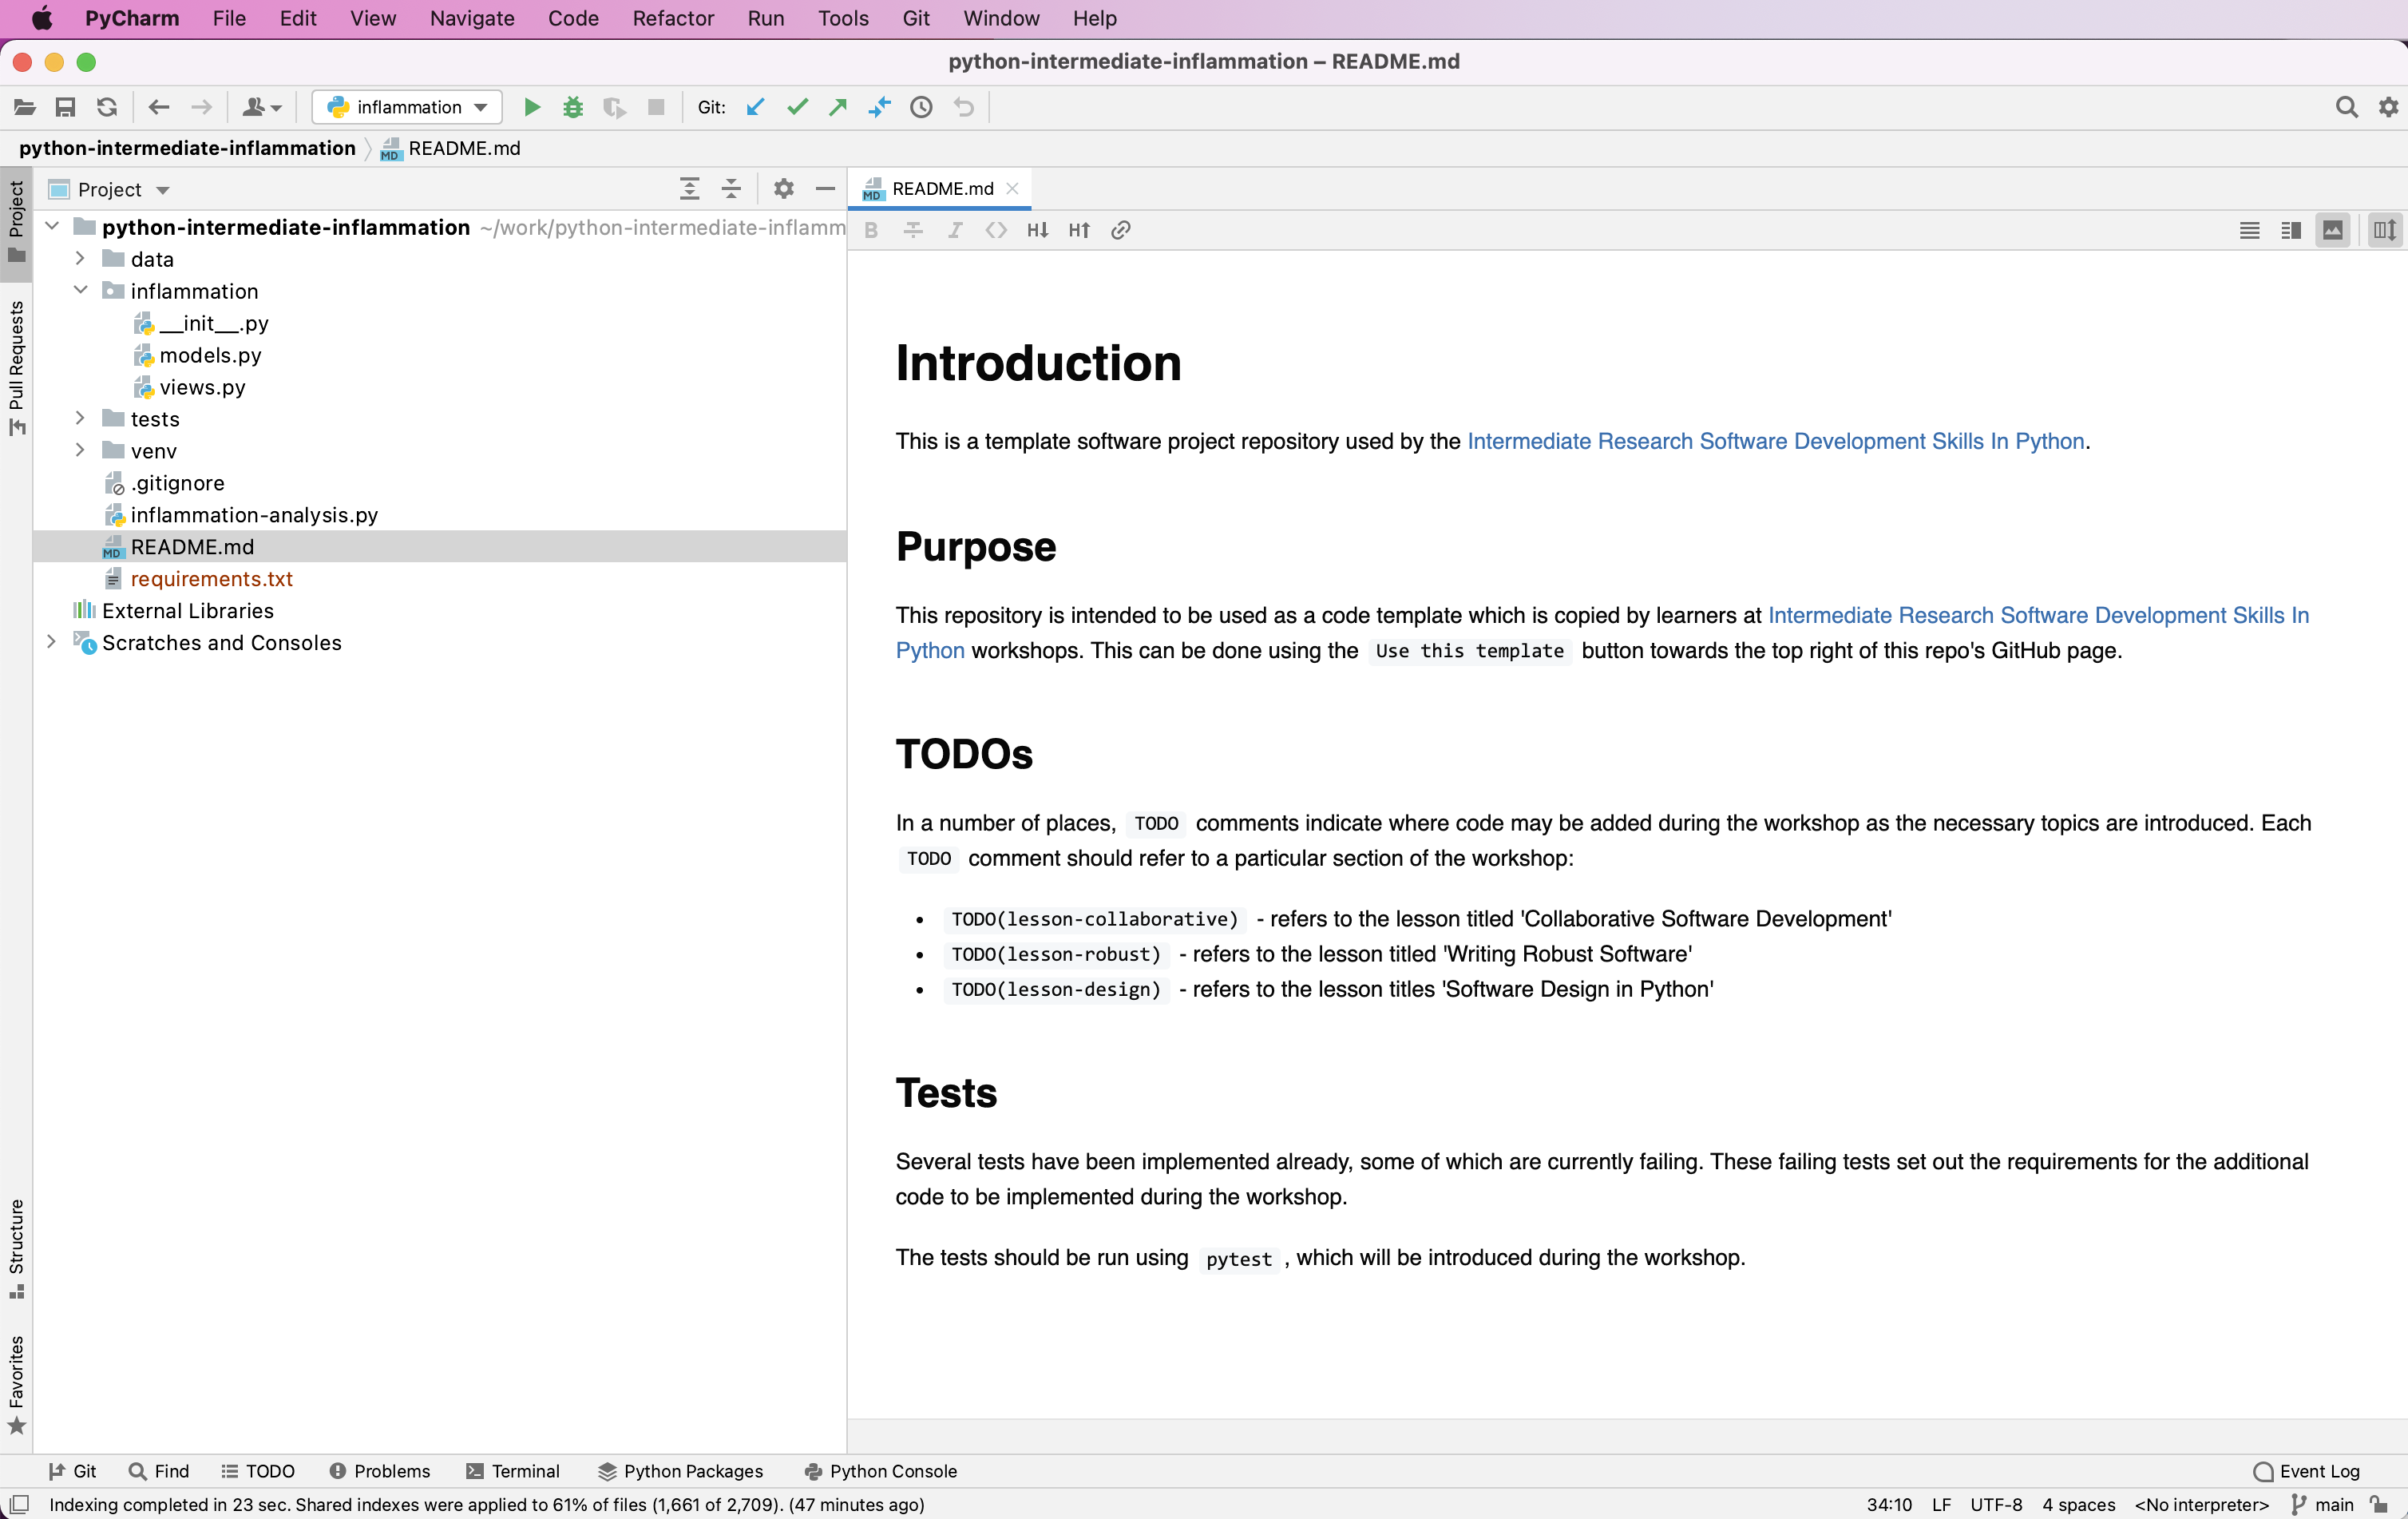 PyCharm File Edit View Navigate Code Refactor Run Tools Git Window Help
python-intermediate-inflammation – README.md
inflammation Git:
python-intermediate-inflammation README.md
Project
README.md
Project
Pull Requests
Structure
Favorites
python-intermediate-inflammation ~/work/python-intermediate-inflamm
data
inflammation
__init__.py
models.py
views.py
tests
venv
.gitignore
inflammation-analysis.py
README.md
requirements.txt
External Libraries
Scratches and Consoles
B I <> H↓ H↑
Introduction
This is a template software project repository used by the Intermediate Research Software Development Skills In Python.
Purpose
This repository is intended to be used as a code template which is copied by learners at Intermediate Research Software Development Skills In
Python workshops. This can be done using the Use this template button towards the top right of this repo's GitHub page.
TODOs
In a number of places, TODO comments indicate where code may be added during the workshop as the necessary topics are introduced. Each
TODO comment should refer to a particular section of the workshop:
• TODO(lesson-collaborative) - refers to the lesson titled 'Collaborative Software Development'
• TODO(lesson-robust) - refers to the lesson titled 'Writing Robust Software'
• TODO(lesson-design) - refers to the lesson titles 'Software Design in Python'
Tests
Several tests have been implemented already, some of which are currently failing. These failing tests set out the requirements for the additional
code to be implemented during the workshop.
The tests should be run using pytest , which will be introduced during the workshop.
Git Find TODO Problems Terminal Python Packages Python Console Event Log
Indexing completed in 23 sec. Shared indexes were applied to 61% of files (1,661 of 2,709). (47 minutes ago) 34:10 LF UTF-8 4 spaces <No interpreter> main